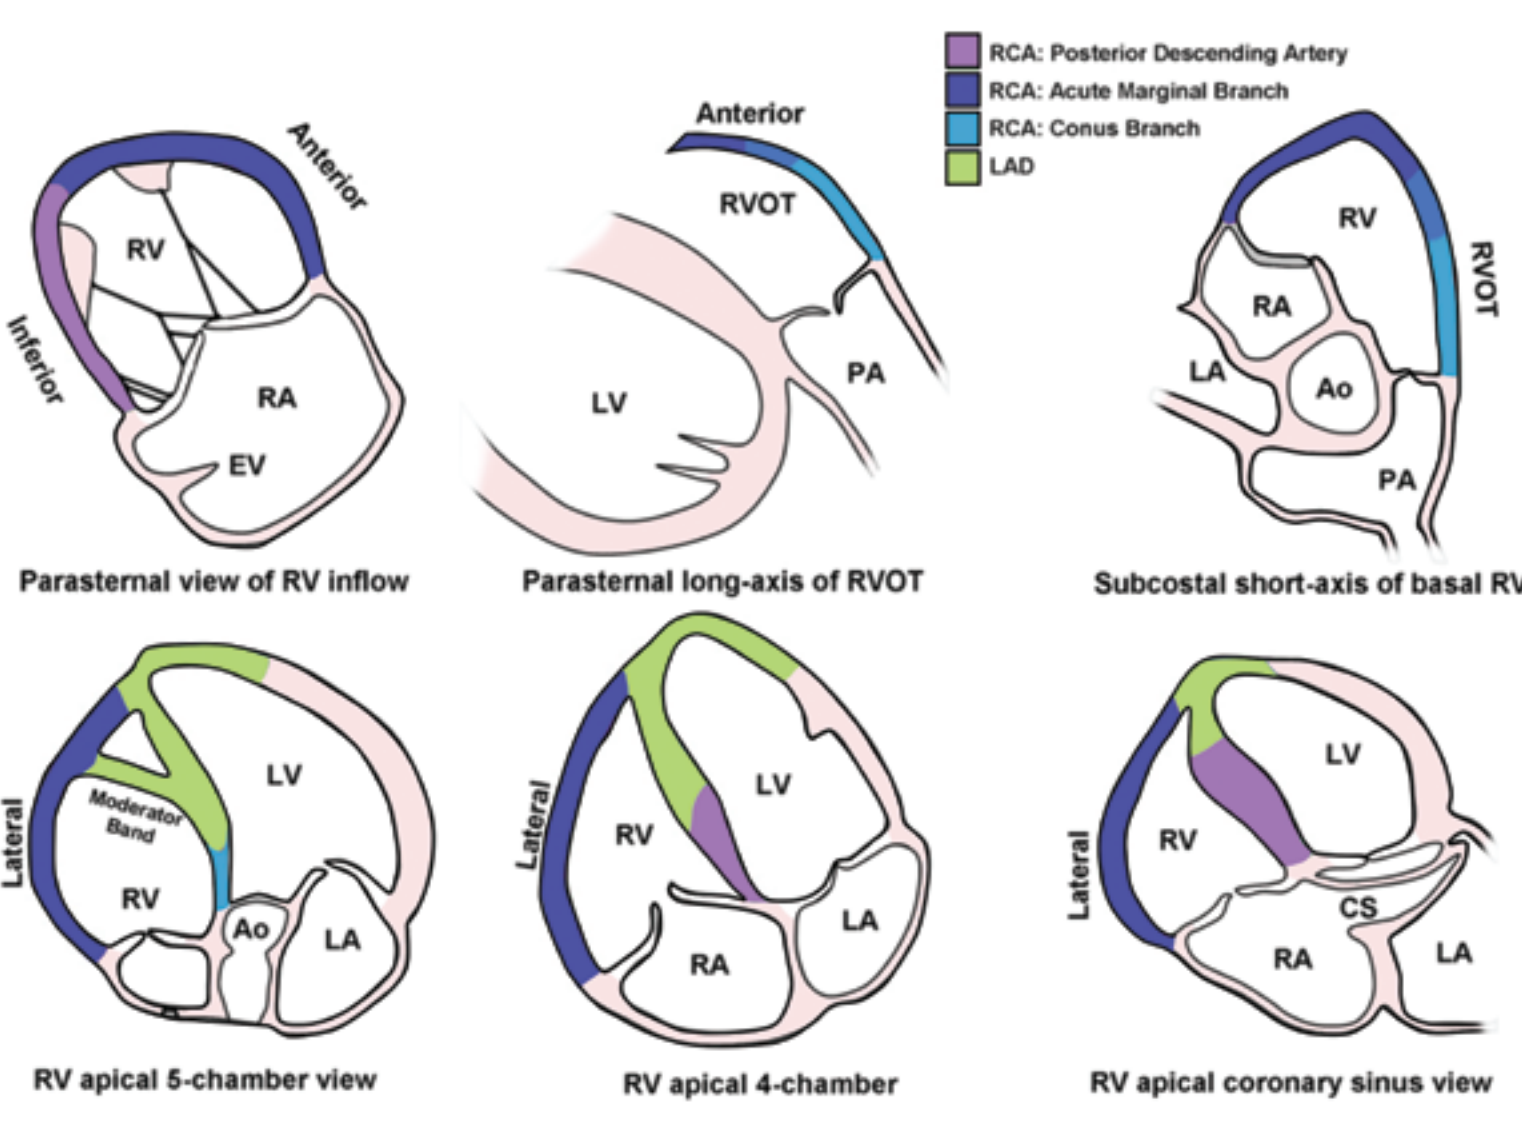 RCA: Posterior Descending Artery
RCA: Acute Marginal Branch
RCA: Conus Branch
LAD
Anterior
Inferior
RV
RA
EV
Parasternal view of RV inflow
Anterior
RVOT
LV
PA
Parasternal long-axis of RVOT
RV
RVOT
RA
LA
Ao
PA
Subcostal short-axis of basal RV
Lateral
Moderator
Band
LV
RV
Ao
LA
RV apical 5-chamber view
Lateral
RV
LV
RA
LA
RV apical 4-chamber
Lateral
RV
LV
CS
RA
LA
RV apical coronary sinus view